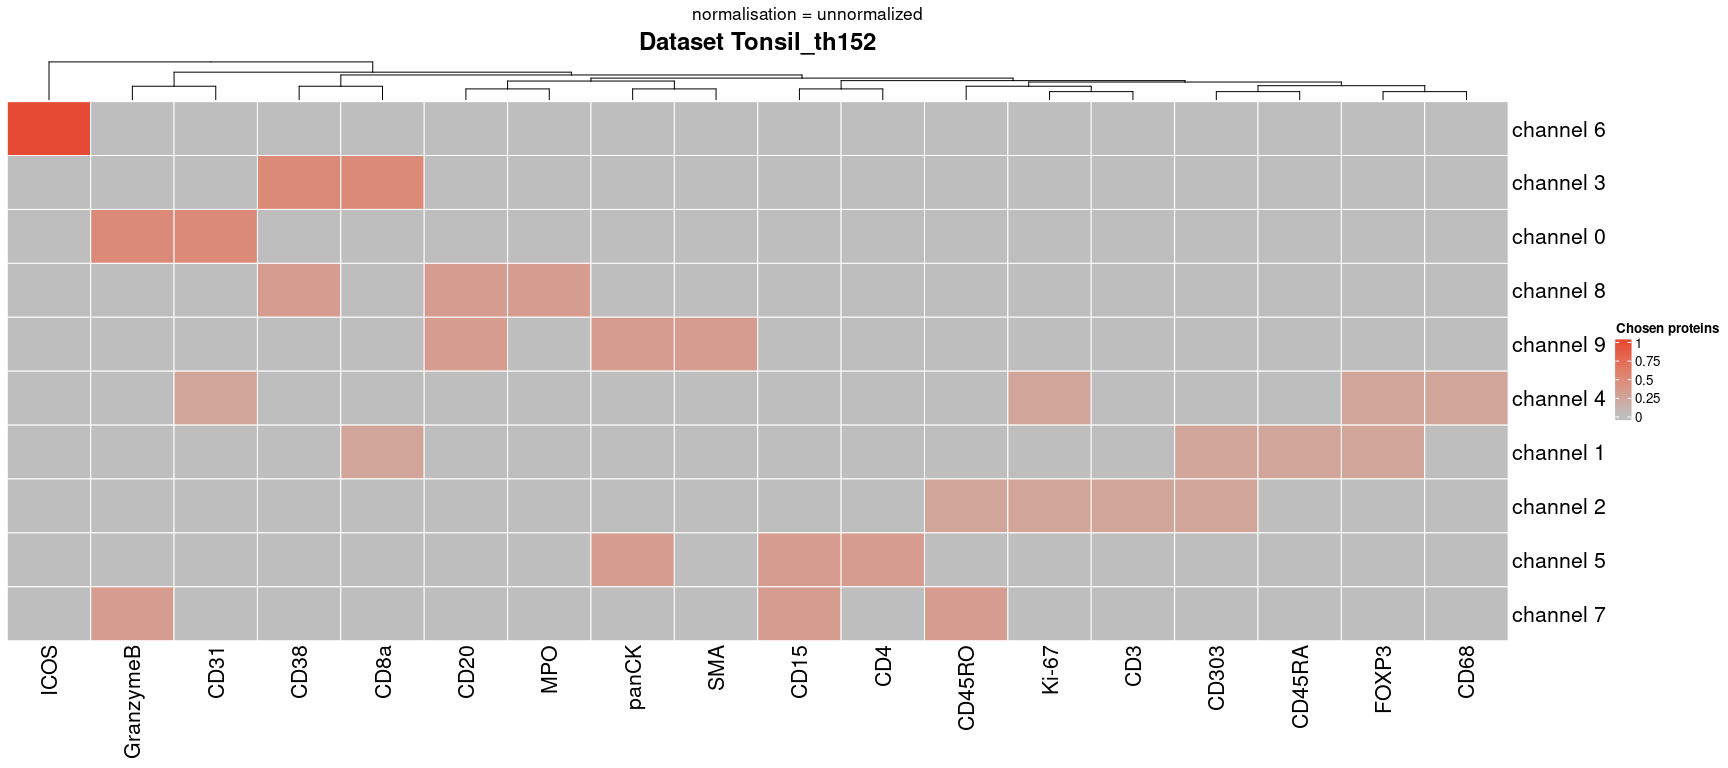 normalisation = unnormalized
Dataset Tonsil_th152
channel 6
channel 3
channel 0
channel 8
channel 9
channel 4
channel 1
channel 2
channel 5
channel 7
Chosen proteins
1
0.75
0.5
0.25
0
ICOS
GranzymeB
CD31
CD38
CD8a
CD20
MPO
panCK
SMA
CD15
CD4
CD45RO
Ki-67
CD3
CD303
CD45RA
FOXP3
CD68